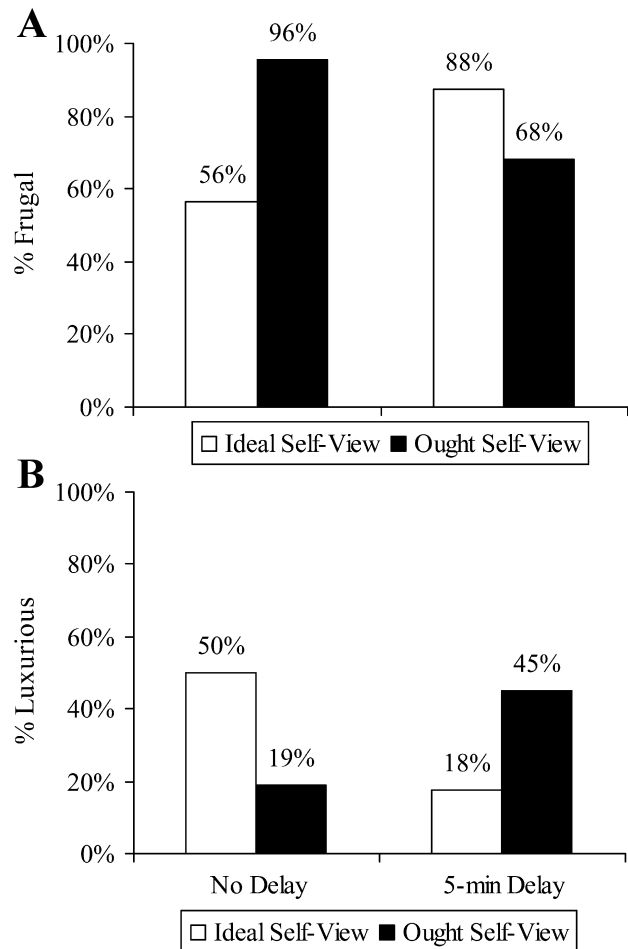 A
100%
96%
88%
80%
68%
56%
60%
% Frugal
40%
20%
0%
Ideal Self-View Ought Self-View
B
100%
80%
60%
50%
45%
% Luxurious
40%
19%
18%
20%
0%
No Delay 5-min Delay
Ideal Self-View Ought Self-View